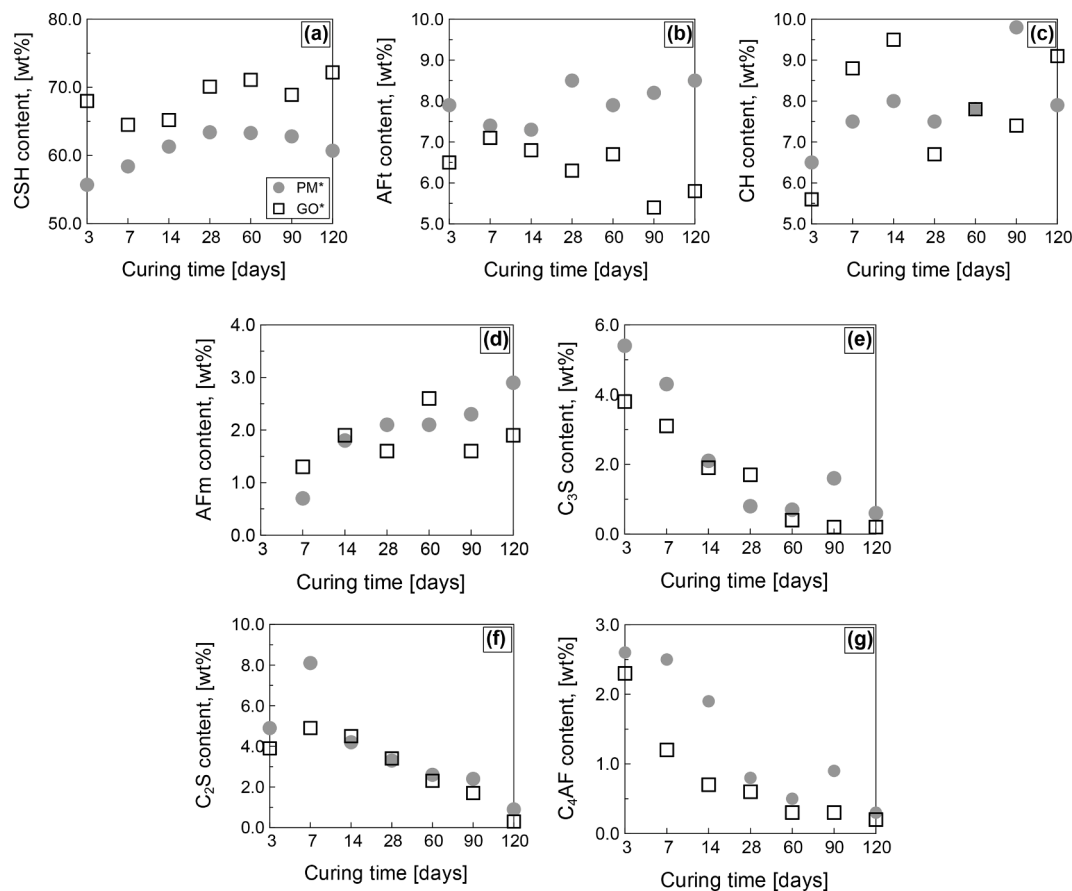 (a)
CSH content, [wt%]
80.0
70.0
60.0
50.0
PM*
GO*
3 7 14 28 60 90 120
Curing time [days]
(b)
AFt content, [wt%]
10.0
9.0
8.0
7.0
6.0
5.0
3 7 14 28 60 90 120
Curing time [days]
(c)
CH content, [wt%]
10.0
9.0
8.0
7.0
6.0
5.0
3 7 14 28 60 90 120
Curing time [days]
(d)
AFm content, [wt%]
4.0
3.0
2.0
1.0
0.0
3 7 14 28 60 90 120
Curing time [days]
(e)
C₃S content, [wt%]
6.0
4.0
2.0
0.0
3 7 14 28 60 90 120
Curing time [days]
(f)
C₂S content, [wt%]
10.0
8.0
6.0
4.0
2.0
0.0
3 7 14 28 60 90 120
Curing time [days]
(g)
C₄AF content, [wt%]
3.0
2.0
1.0
0.0
3 7 14 28 60 90 120
Curing time [days]